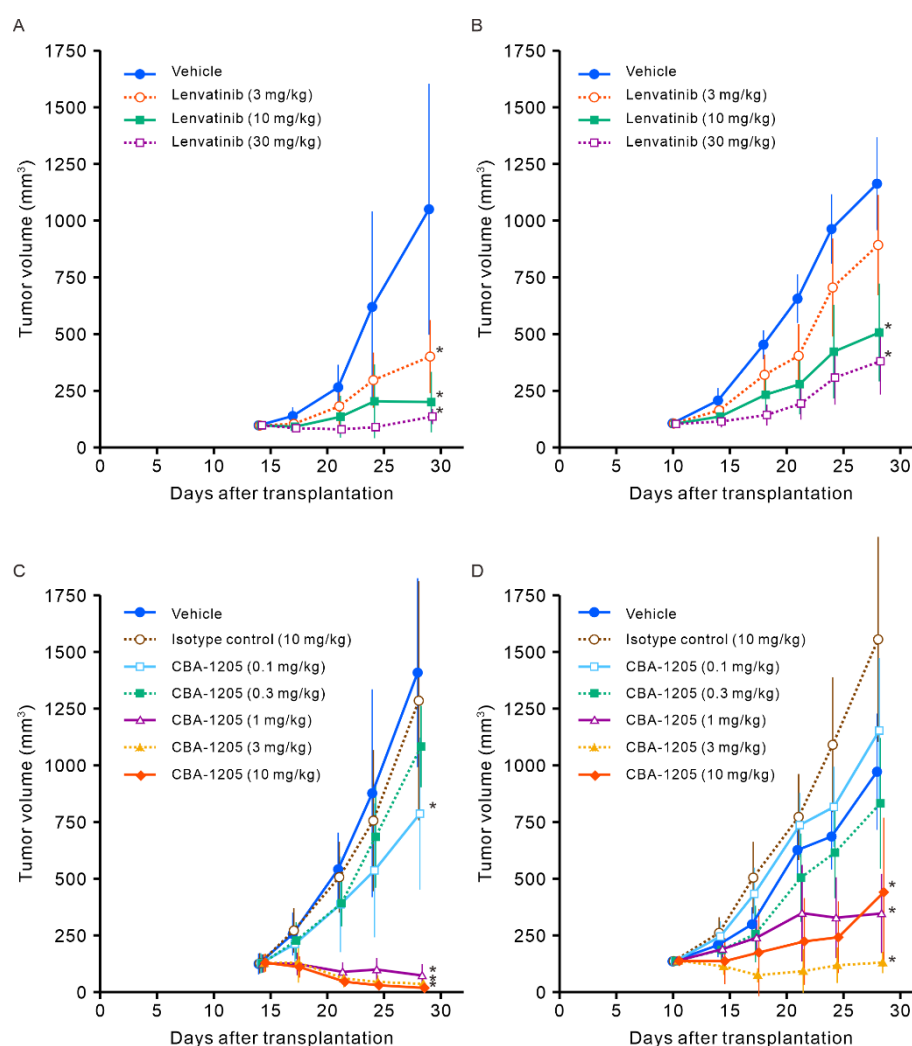 A
1750
1500
1250
1000
750
500
250
0
Tumor volume (mm³)
Vehicle
Lenvatinib (3 mg/kg)
Lenvatinib (10 mg/kg)
Lenvatinib (30 mg/kg)
*
*
*
0 5 10 15 20 25 30
Days after transplantation
B
1750
1500
1250
1000
750
500
250
0
Tumor volume (mm³)
Vehicle
Lenvatinib (3 mg/kg)
Lenvatinib (10 mg/kg)
Lenvatinib (30 mg/kg)
*
*
0 5 10 15 20 25 30
Days after transplantation
C
1750
1500
1250
1000
750
500
250
0
Tumor volume (mm³)
Vehicle
Isotype control (10 mg/kg)
CBA-1205 (0.1 mg/kg)
CBA-1205 (0.3 mg/kg)
CBA-1205 (1 mg/kg)
CBA-1205 (3 mg/kg)
CBA-1205 (10 mg/kg)
*
*
*
*
0 5 10 15 20 25 30
Days after transplantation
D
1750
1500
1250
1000
750
500
250
0
Tumor volume (mm³)
Vehicle
Isotype control (10 mg/kg)
CBA-1205 (0.1 mg/kg)
CBA-1205 (0.3 mg/kg)
CBA-1205 (1 mg/kg)
CBA-1205 (3 mg/kg)
CBA-1205 (10 mg/kg)
*
*
*
0 5 10 15 20 25 30
Days after transplantation